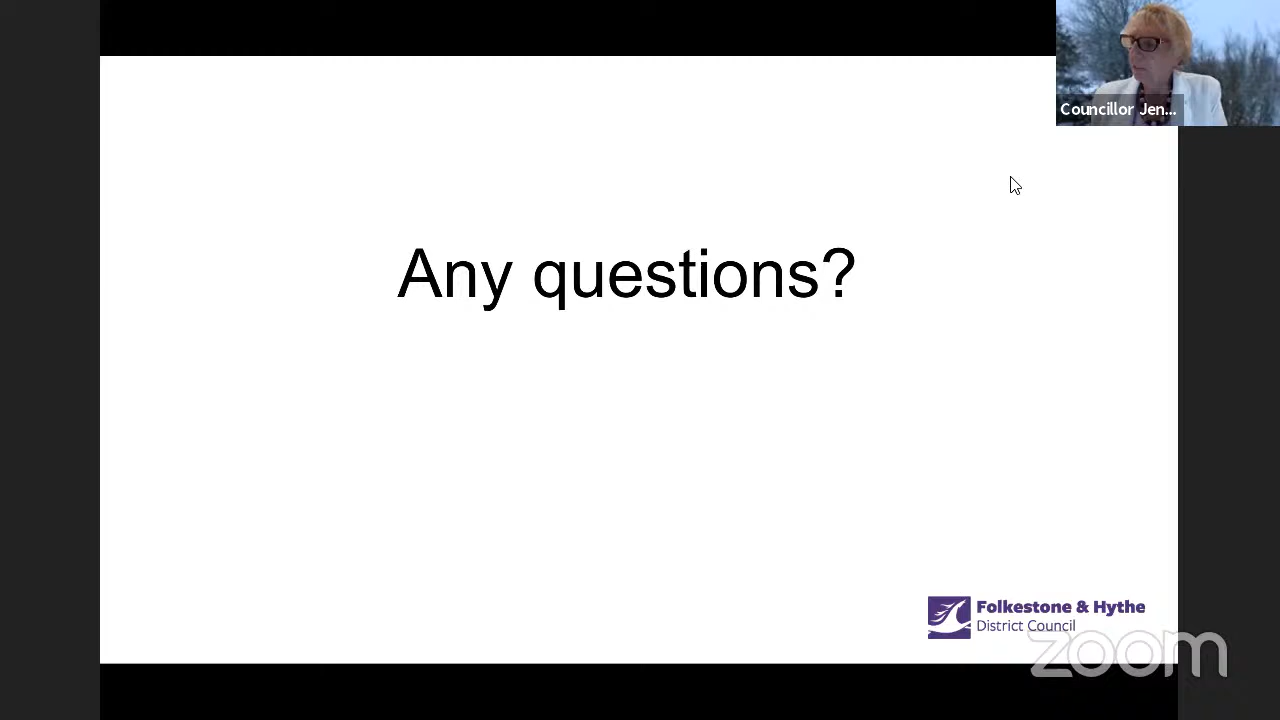 Councillor Jen...
Any questions?
Folkestone & Hythe
District Council
zoom